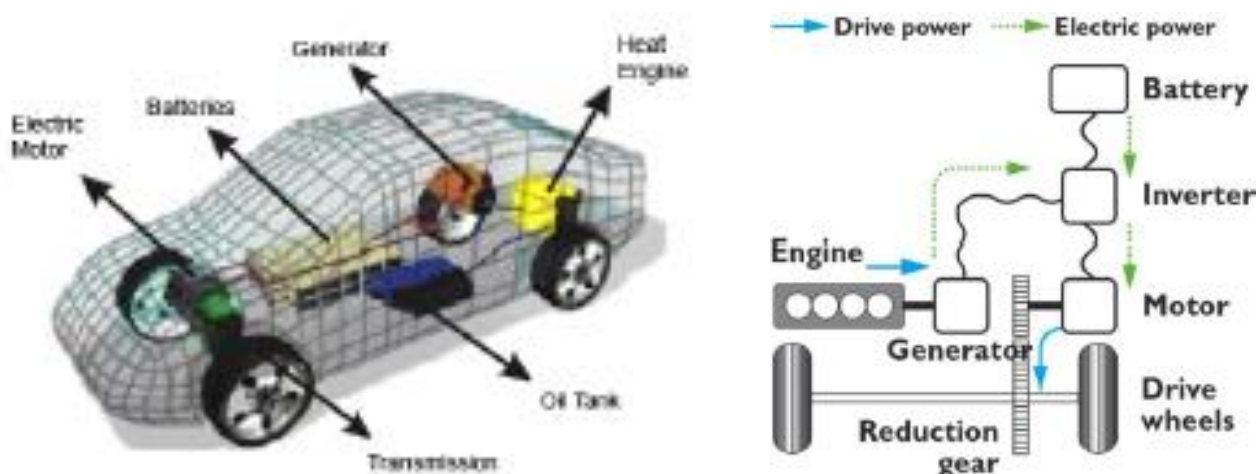 Generator
Heat
Engine
Batteries
Electric
Motor
Oil Tank
Transmission
Drive power
Electric power
Battery
Inverter
Engine
Motor
Generator
Drive
wheels
Reduction
gear